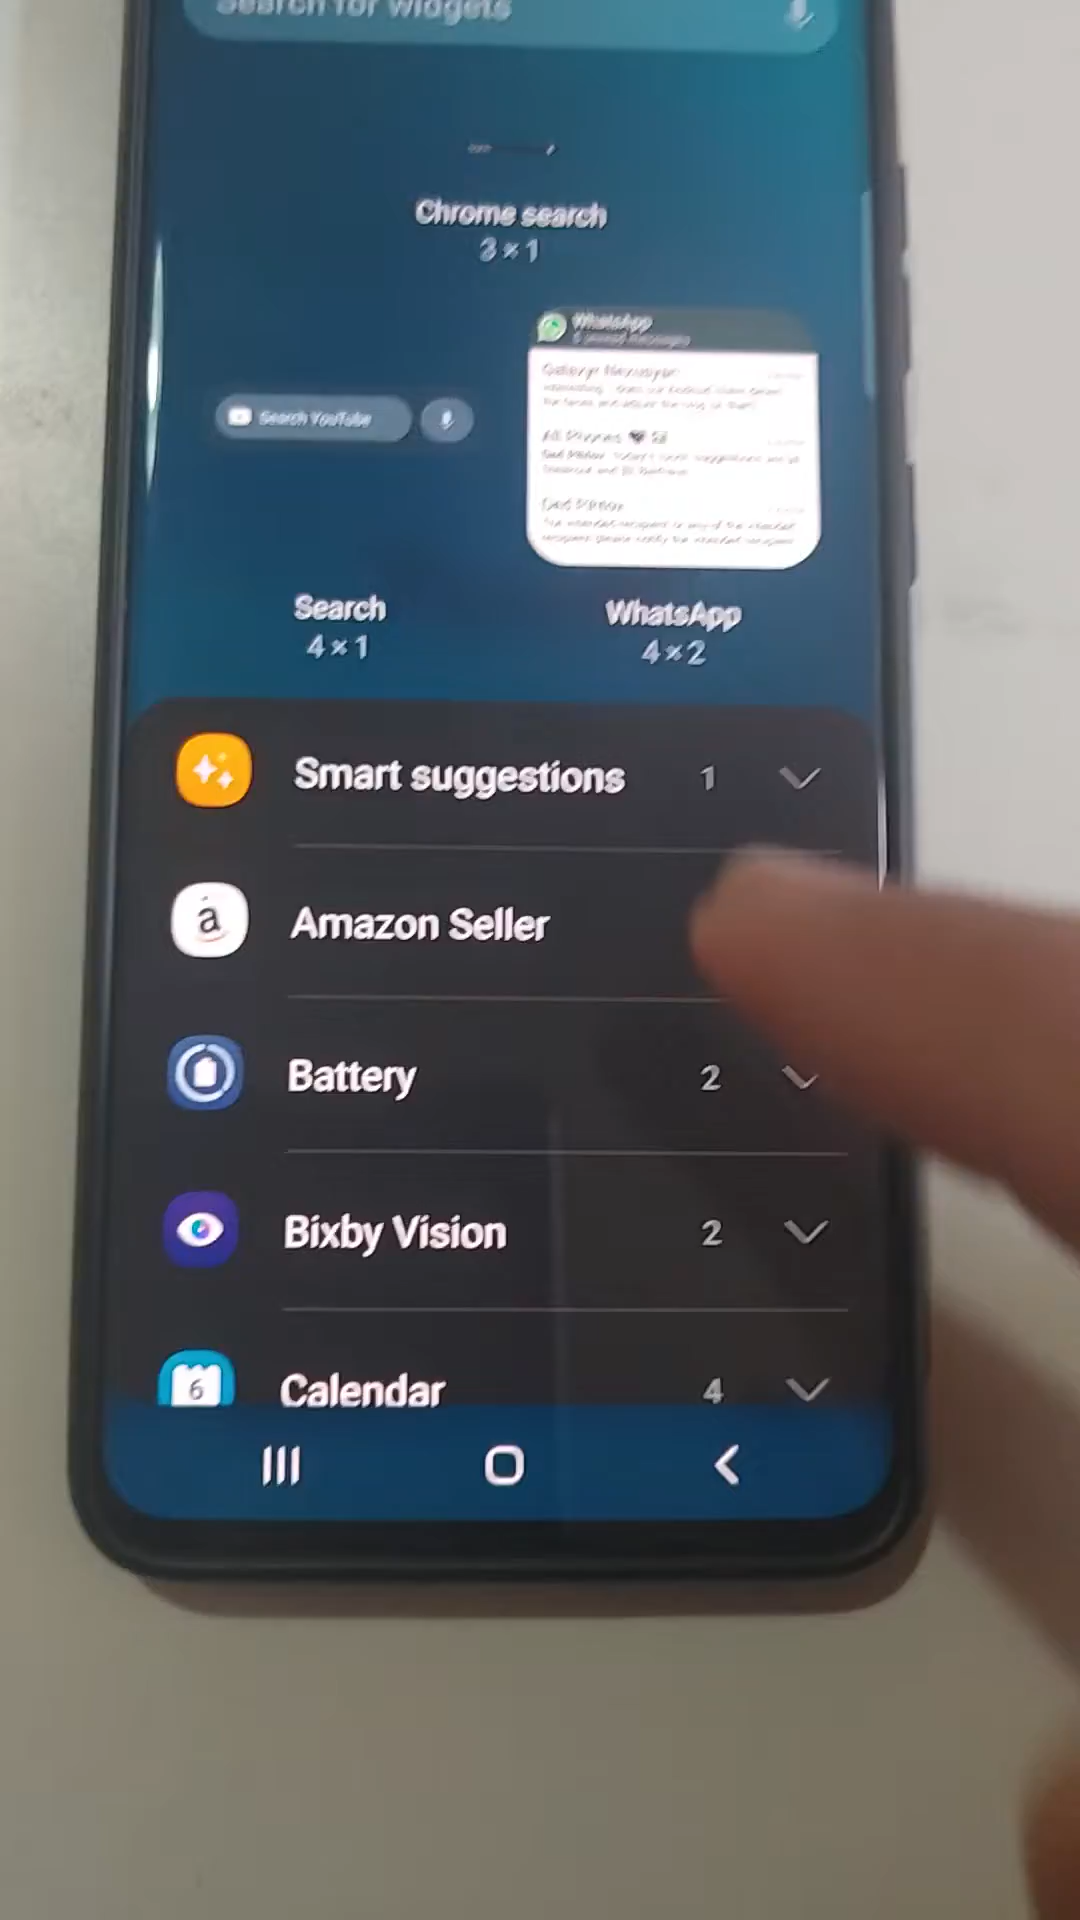 Search for widgets
Chrome search
3 × 1
Search YouTube
WhatsApp
Search
4 × 1
WhatsApp
4 × 2
Smart suggestions 1
a
Amazon Seller
Battery 2
Bixby Vision 2
6
Calendar 4